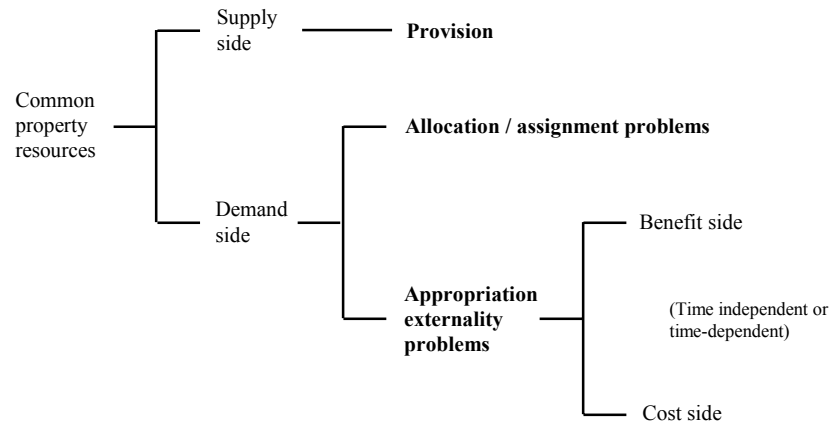 Supply
side
Provision
Common
property
resources
Allocation / assignment problems
Demand
side
Benefit side
Appropriation
externality
problems
(Time independent or
time-dependent)
Cost side